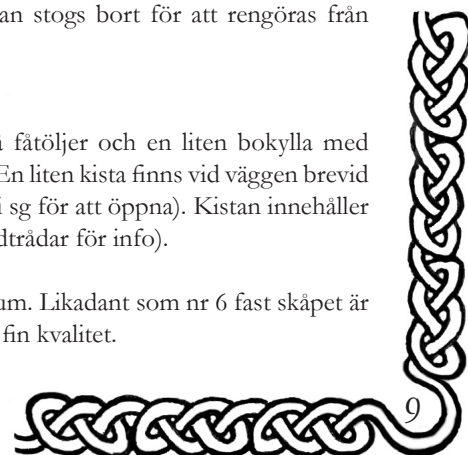 an stogs bort för att rengöras från
fåtöljer och en liten bokylla med
En liten kista finns vid väggen brevid
i sg för att öppna). Kistan innehåller
dtrådar för info).
um. Likadant som nr 6 fast skåpet är
fin kvalitet.
9